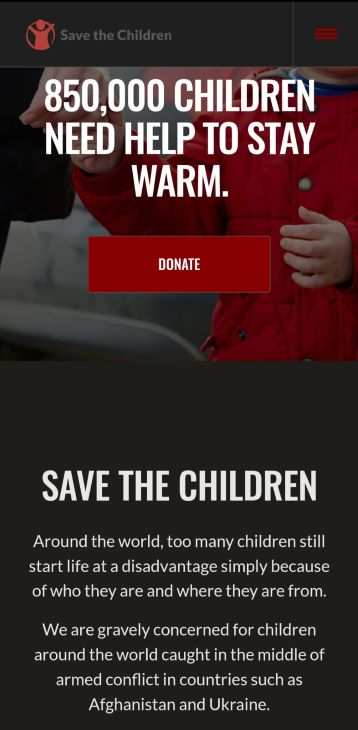 Save the Children
850,000 CHILDREN
NEED HELP TO STAY
WARM.
DONATE
SAVE THE CHILDREN
Around the world, too many children still
start life at a disadvantage simply because
of who they are and where they are from.
We are gravely concerned for children
around the world caught in the middle of
armed conflict in countries such as
Afghanistan and Ukraine.